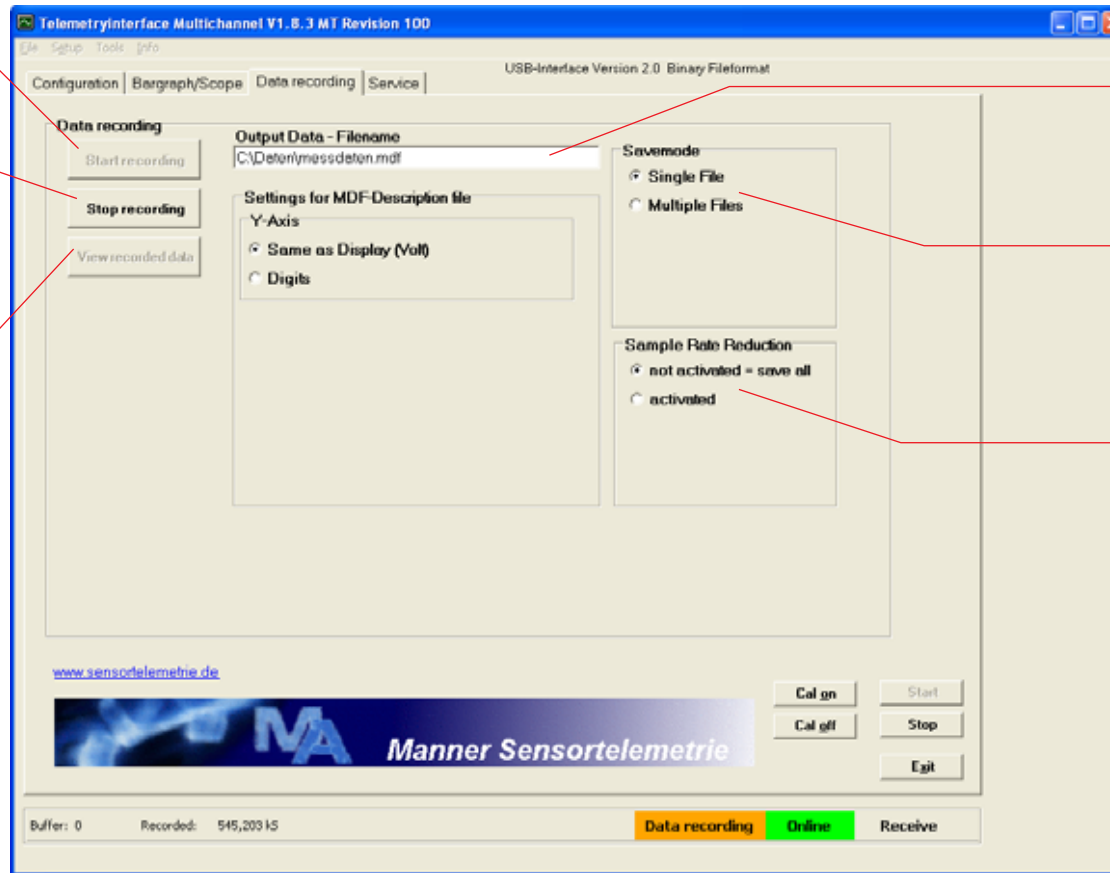 Telemetryinterface Multichannel V1.8.3 MT Revision 100
File Setup Tools Info
USB-Interface Version 2.0 Binary Fileformat
Configuration Bargraph/Scope Data recording Service
Data recording
Start recording
Stop recording
View recorded data
Output Data - Filename
C:\Daten\messdaten.mdf
Settings for MDF-Description file
Y-Axis
Same as Display (Volt)
Digits
Savemode
Single File
Multiple Files
Sample Rate Reduction
not activated = save all
activated
www.sensortelemetrie.de
MA
Manner Sensortelemetrie
Cal on
Cal off
Start
Stop
Exit
Buffer: 0 Recorded: 545,203 kS Data recording Online Receive